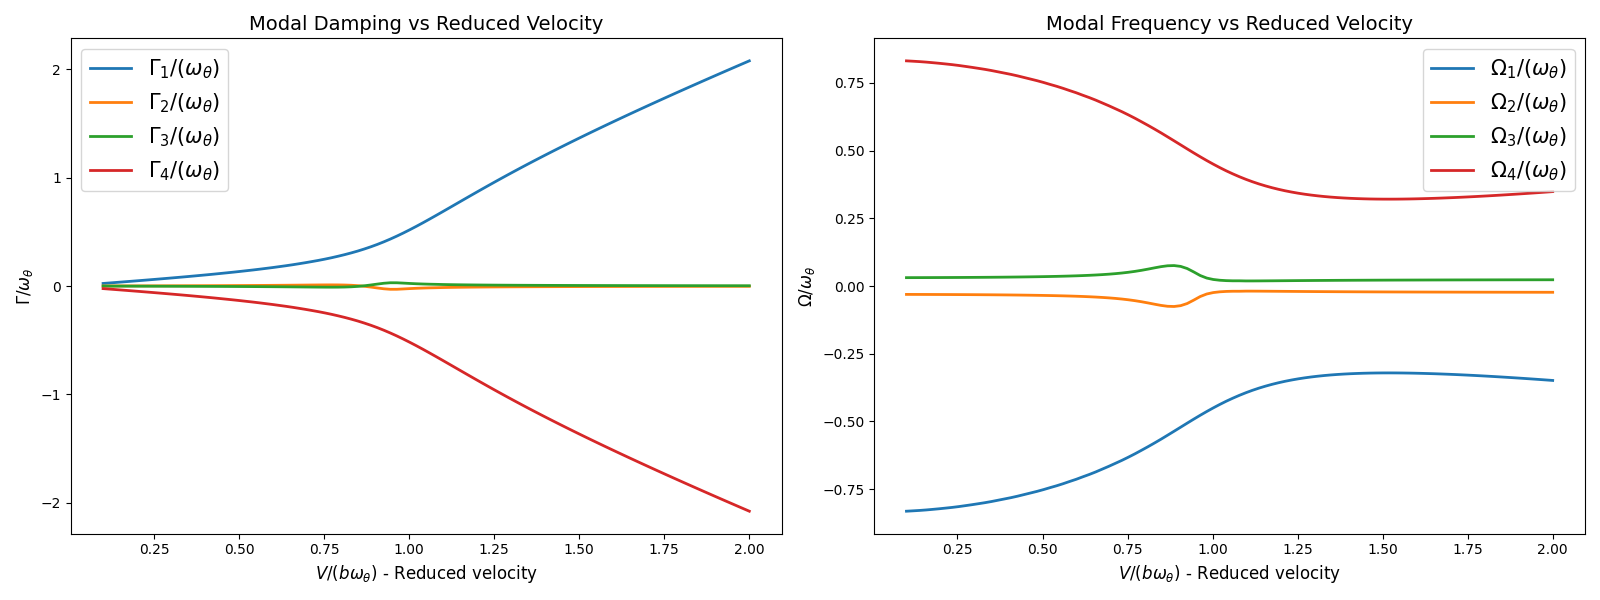 Modal Damping vs Reduced Velocity
Γ₁/(ω_θ)
Γ₂/(ω_θ)
Γ₃/(ω_θ)
Γ₄/(ω_θ)
2
1
0
−1
−2
Γ/ω_θ
0.25 0.50 0.75 1.00 1.25 1.50 1.75 2.00
V/(bω_θ) - Reduced velocity
Modal Frequency vs Reduced Velocity
Ω₁/(ω_θ)
Ω₂/(ω_θ)
Ω₃/(ω_θ)
Ω₄/(ω_θ)
0.75
0.50
0.25
0.00
−0.25
−0.50
−0.75
Ω/ω_θ
0.25 0.50 0.75 1.00 1.25 1.50 1.75 2.00
V/(bω_θ) - Reduced velocity